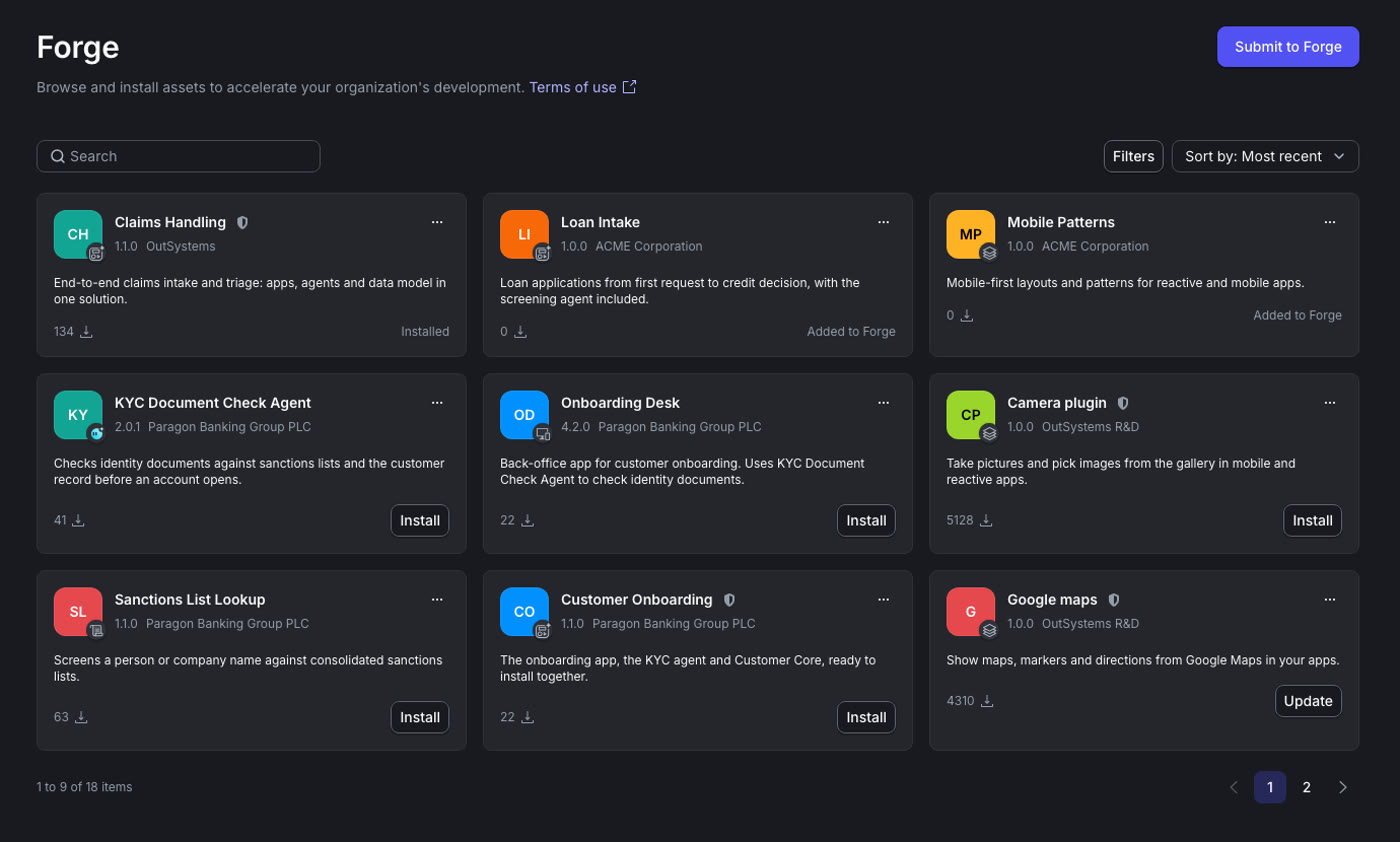 Forge
Submit to Forge
Browse and install assets to accelerate your organization's development. Terms of use
Search
Filters
Sort by: Most recent
CH
Claims Handling
1.1.0 OutSystems
End-to-end claims intake and triage: apps, agents and data model in
one solution.
134
Installed
LI
Loan Intake
1.0.0 ACME Corporation
Loan applications from first request to credit decision, with the
screening agent included.
0
Added to Forge
MP
Mobile Patterns
1.0.0 ACME Corporation
Mobile-first layouts and patterns for reactive and mobile apps.
0
Added to Forge
KY
KYC Document Check Agent
2.0.1 Paragon Banking Group PLC
Checks identity documents against sanctions lists and the customer
record before an account opens.
41
Install
OD
Onboarding Desk
4.2.0 Paragon Banking Group PLC
Back-office app for customer onboarding. Uses KYC Document
Check Agent to check identity documents.
22
Install
CP
Camera plugin
1.0.0 OutSystems R&D
Take pictures and pick images from the gallery in mobile and
reactive apps.
5128
Install
SL
Sanctions List Lookup
1.1.0 Paragon Banking Group PLC
Screens a person or company name against consolidated sanctions
lists.
63
Install
CO
Customer Onboarding
1.1.0 Paragon Banking Group PLC
The onboarding app, the KYC agent and Customer Core, ready to
install together.
22
Install
G
Google maps
1.0.0 OutSystems R&D
Show maps, markers and directions from Google Maps in your apps.
4310
Update
1 to 9 of 18 items
1
2